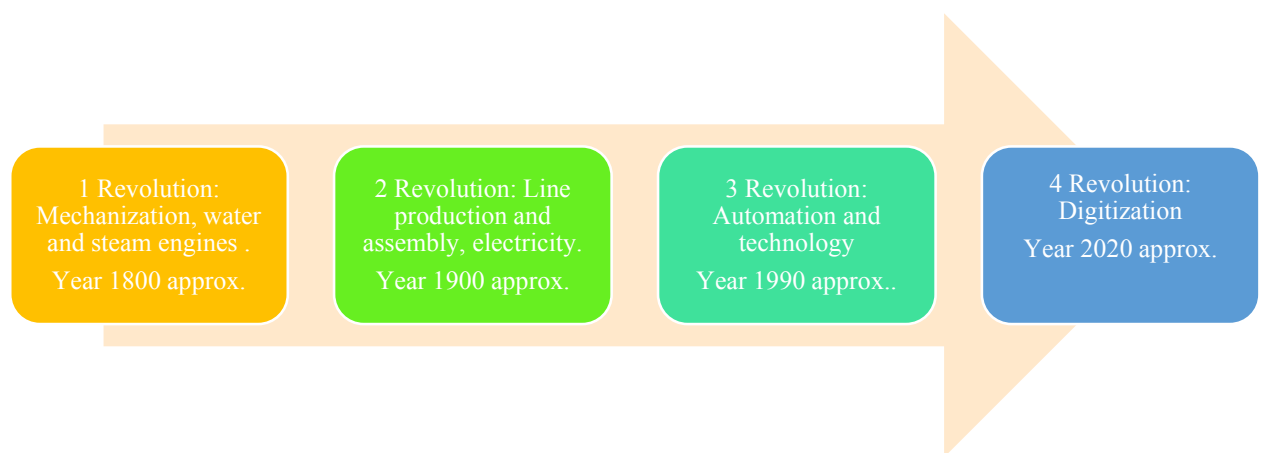 1 Revolution:
Mechanization, water
and steam engines .
Year 1800 approx.
2 Revolution: Line
production and
assembly, electricity.
Year 1900 approx.
3 Revolution:
Automation and
technology
Year 1990 approx..
4 Revolution:
Digitization
Year 2020 approx.